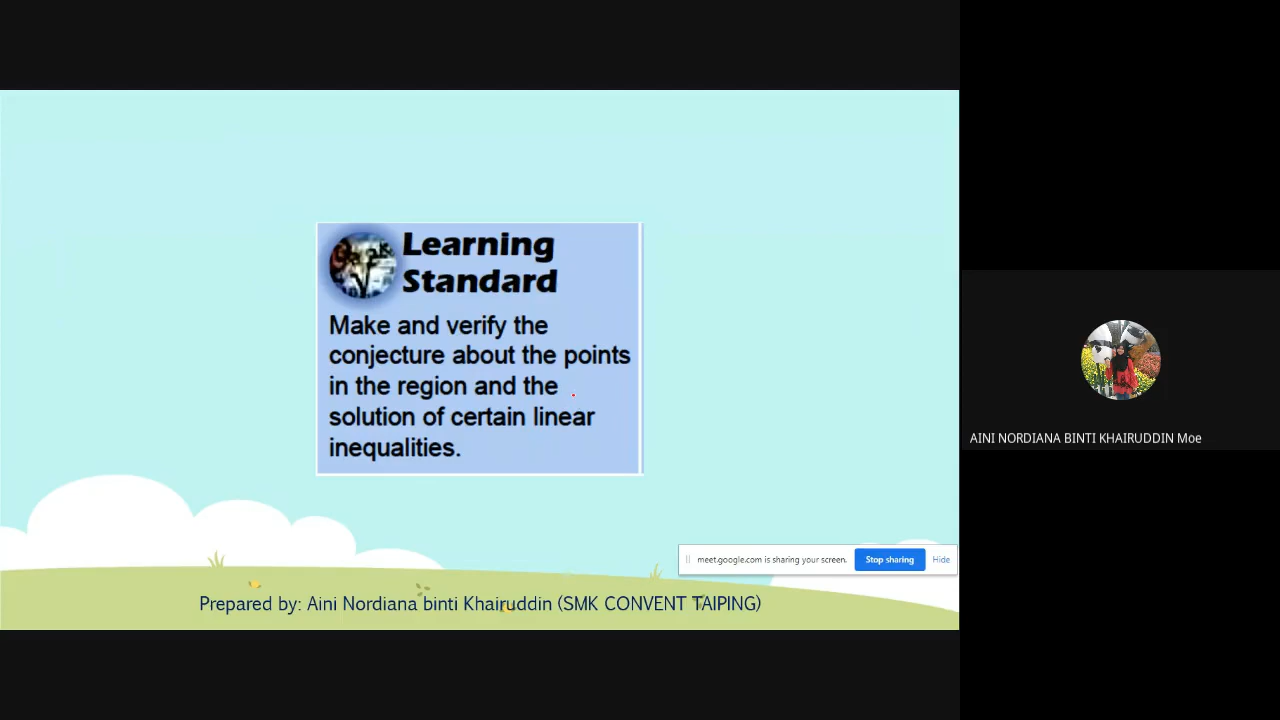 Learning
Standard
Make and verify the
conjecture about the points
in the region and the
solution of certain linear
inequalities.
meet.google.com is sharing your screen.
Stop sharing
Hide
Prepared by: Aini Nordiana binti Khairuddin (SMK CONVENT TAIPING)
AINI NORDIANA BINTI KHAIRUDDIN Moe